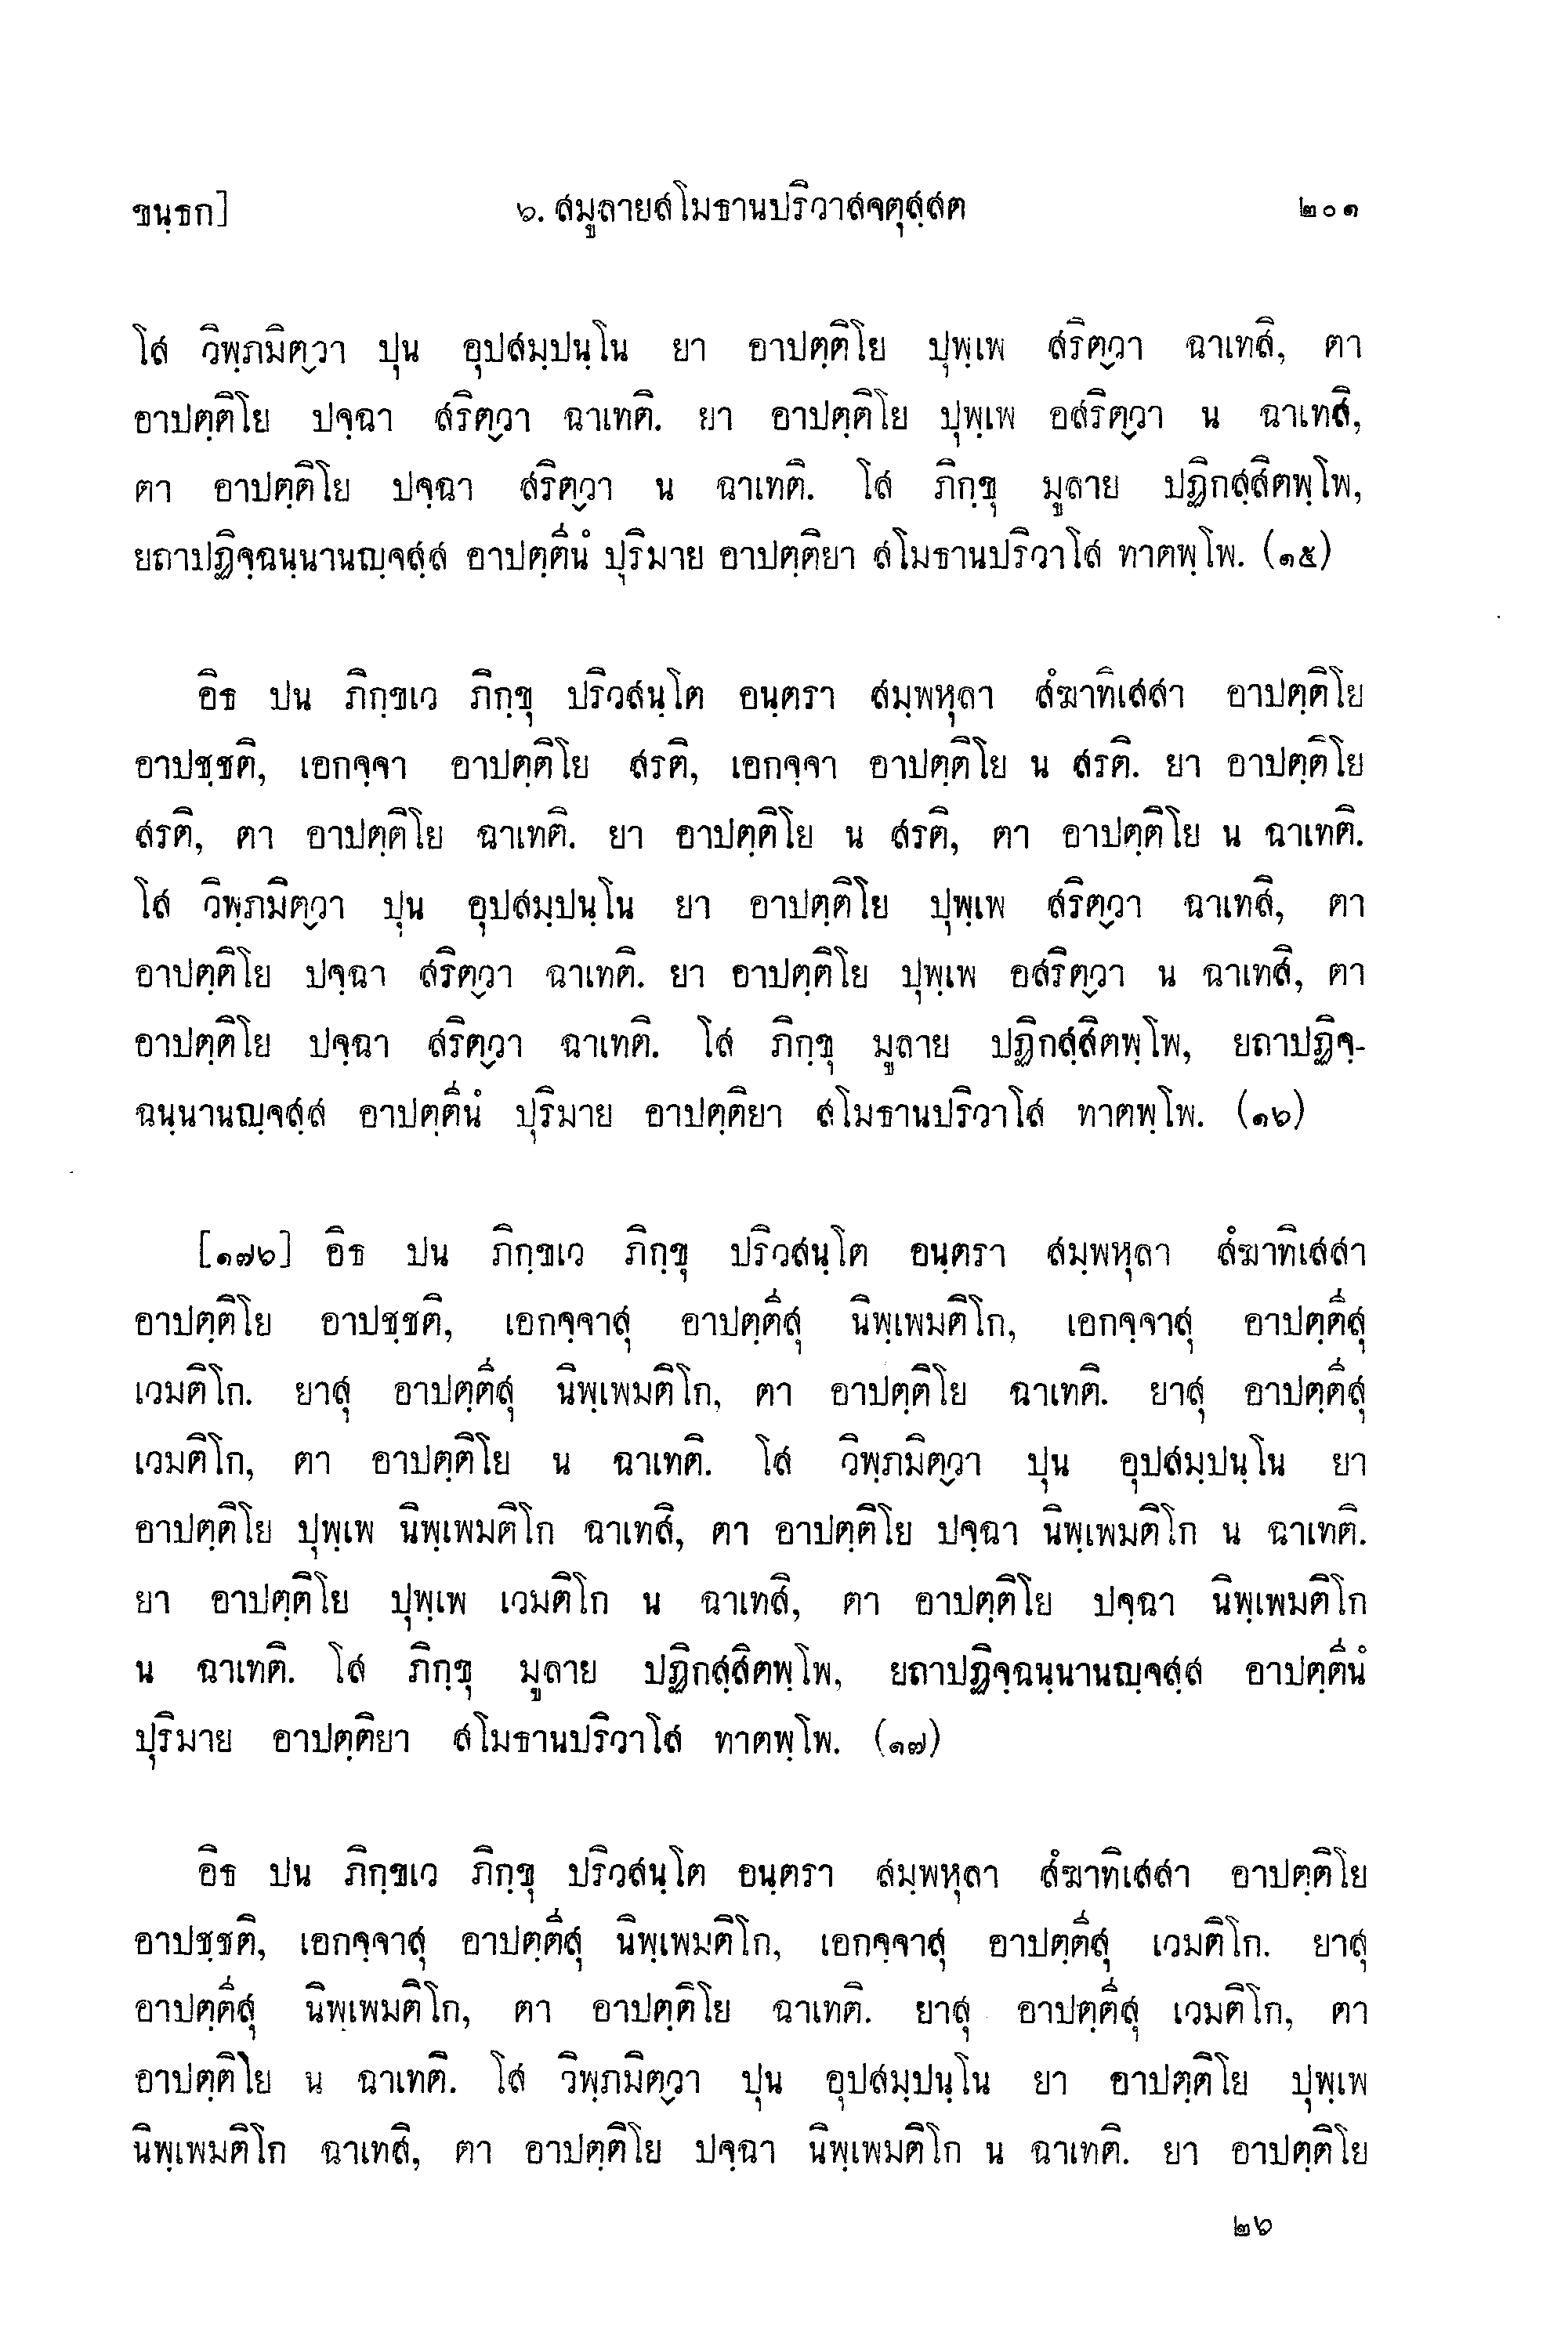 ขนฺธก] ๖. สมูลายสโมธานปริวาสจตุสฺสต ๒๐๑
โส วิพฺภมิตฺวา ปุน อุปสมฺปนฺโน ยา อาปตฺติโย ปุพฺเพ สริตฺวา ฉาเทสิ, ตา
อาปตฺติโย ปจฺฉา สริตฺวา ฉาเทติ. ยา อาปตฺติโย ปุพฺเพ อสริตฺวา น ฉาเทสิ,
ตา อาปตฺติโย ปจฺฉา สริตฺวา น ฉาเทติ. โส ภิกฺขุ มูลาย ปฏิกสฺสิตพฺโพ,
ยถาปฏิจฺฉนฺนานญฺจสฺส อาปตฺตีนํ ปุริมาย อาปตฺติยา สโมธานปริวาโส ทาตพฺโพ. (๑๕)
อิธ ปน ภิกฺขเว ภิกฺขุ ปริวสนฺโต อนฺตรา สมฺพหุลา สํฆาทิเสสา อาปตฺติโย
อาปชฺชติ, เอกจฺจา อาปตฺติโย สรติ, เอกจฺจา อาปตฺติโย น สรติ. ยา อาปตฺติโย
สรติ, ตา อาปตฺติโย ฉาเทติ. ยา อาปตฺติโย น สรติ, ตา อาปตฺติโย น ฉาเทติ.
โส วิพฺภมิตฺวา ปุน อุปสมฺปนฺโน ยา อาปตฺติโย ปุพฺเพ สริตฺวา ฉาเทสิ, ตา
อาปตฺติโย ปจฺฉา สริตฺวา ฉาเทติ. ยา อาปตฺติโย ปุพฺเพ อสริตฺวา น ฉาเทสิ, ตา
อาปตฺติโย ปจฺฉา สริตฺวา ฉาเทติ. โส ภิกฺขุ มูลาย ปฏิกสฺสิตพฺโพ, ยถาปฏิจฺ-
ฉนฺนานญฺจสฺส อาปตฺตีนํ ปุริมาย อาปตฺติยา สโมธานปริวาโส ทาตพฺโพ. (๑๖)
[๑๗๖] อิธ ปน ภิกฺขเว ภิกฺขุ ปริวสนฺโต อนฺตรา สมฺพหุลา สํฆาทิเสสา
อาปตฺติโย อาปชฺชติ, เอกจฺจาสุ อาปตฺตีสุ นิพฺเพมติโก, เอกจฺจาสุ อาปตฺตีสุ
เวมติโก. ยาสุ อาปตฺตีสุ นิพฺเพมติโก, ตา อาปตฺติโย ฉาเทติ. ยาสุ อาปตฺตีสุ
เวมติโก, ตา อาปตฺติโย น ฉาเทติ. โส วิพฺภมิตฺวา ปุน อุปสมฺปนฺโน ยา
อาปตฺติโย ปุพฺเพ นิพฺเพมติโก ฉาเทสิ, ตา อาปตฺติโย ปจฺฉา นิพฺเพมติโก น ฉาเทติ.
ยา อาปตฺติโย ปุพฺเพ เวมติโก น ฉาเทสิ, ตา อาปตฺติโย ปจฺฉา นิพฺเพมติโก
น ฉาเทติ. โส ภิกฺขุ มูลาย ปฏิกสฺสิตพฺโพ, ยถาปฏิจฺฉนฺนานญฺจสฺส อาปตฺตีนํ
ปุริมาย อาปตฺติยา สโมธานปริวาโส ทาตพฺโพ. (๑๗)
อิธ ปน ภิกฺขเว ภิกฺขุ ปริวสนฺโต อนฺตรา สมฺพหุลา สํฆาทิเสสา อาปตฺติโย
อาปชฺชติ, เอกจฺจาสุ อาปตฺตีสุ นิพฺเพมติโก, เอกจฺจาสุ อาปตฺตีสุ เวมติโก. ยาสุ
อาปตฺตีสุ นิพฺเพมติโก, ตา อาปตฺติโย ฉาเทติ. ยาสุ อาปตฺตีสุ เวมติโก, ตา
อาปตฺติโย น ฉาเทติ. โส วิพฺภมิตฺวา ปุน อุปสมฺปนฺโน ยา อาปตฺติโย ปุพฺเพ
นิพฺเพมติโก ฉาเทสิ, ตา อาปตฺติโย ปจฺฉา นิพฺเพมติโก น ฉาเทติ. ยา อาปตฺติโย
๒๖